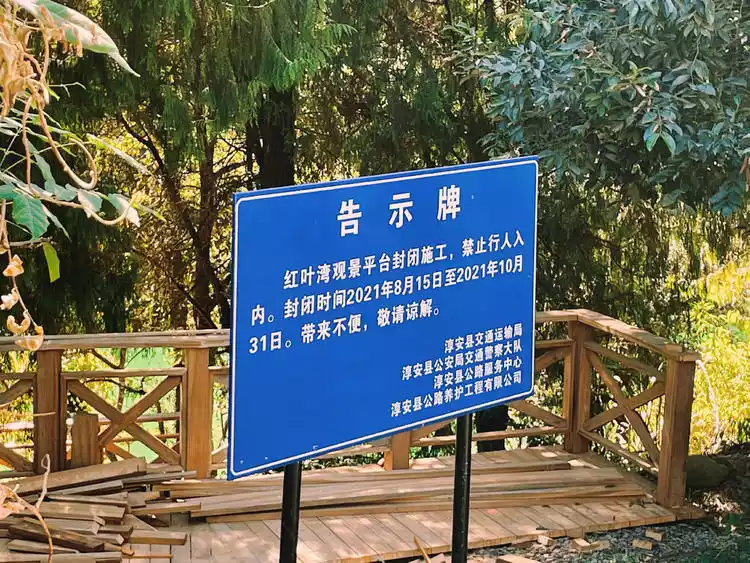 告示牌
红叶湾观景平台封闭施工，禁止行人入
内。封闭时间2021年8月15日至2021年10月
31日。带来不便，敬请谅解。
淳安县交通运输局
淳安县公安局交通警察大队
淳安县公路服务中心
淳安县公路养护工程有限公司